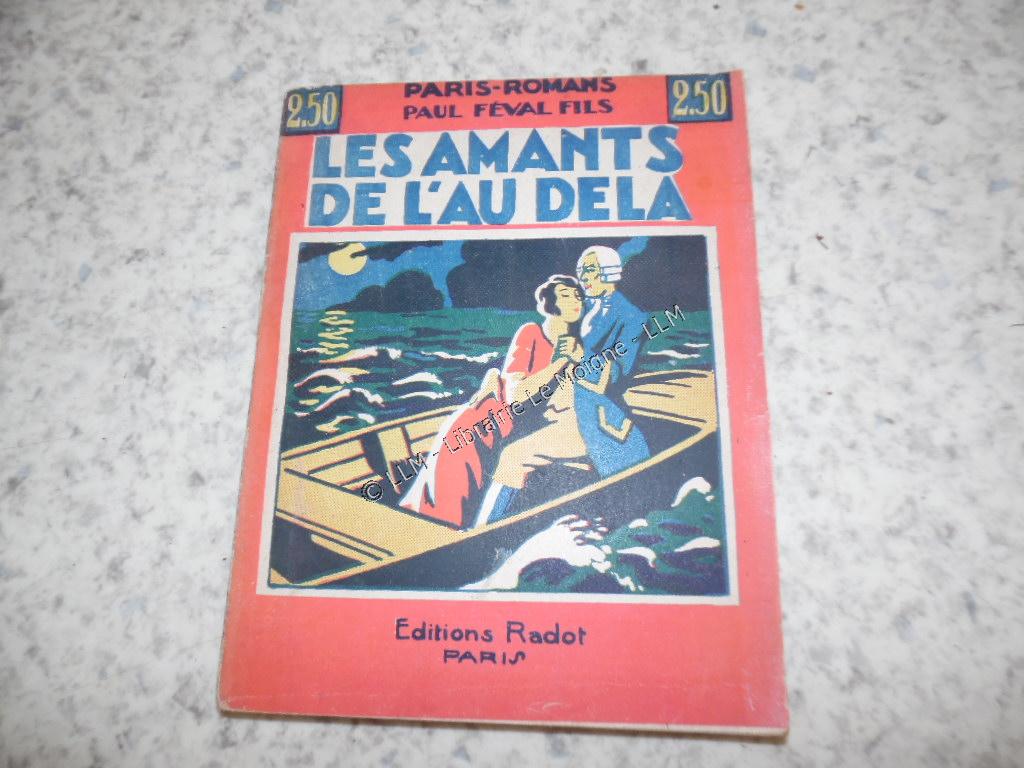 PARIS-ROMANS
2.50 PAUL FÉVAL FILS 2.50
LES AMANTS
DE L'AU DELA
© LLM - Librairie Le Moigne - LLM
Editions Radot
PARIS